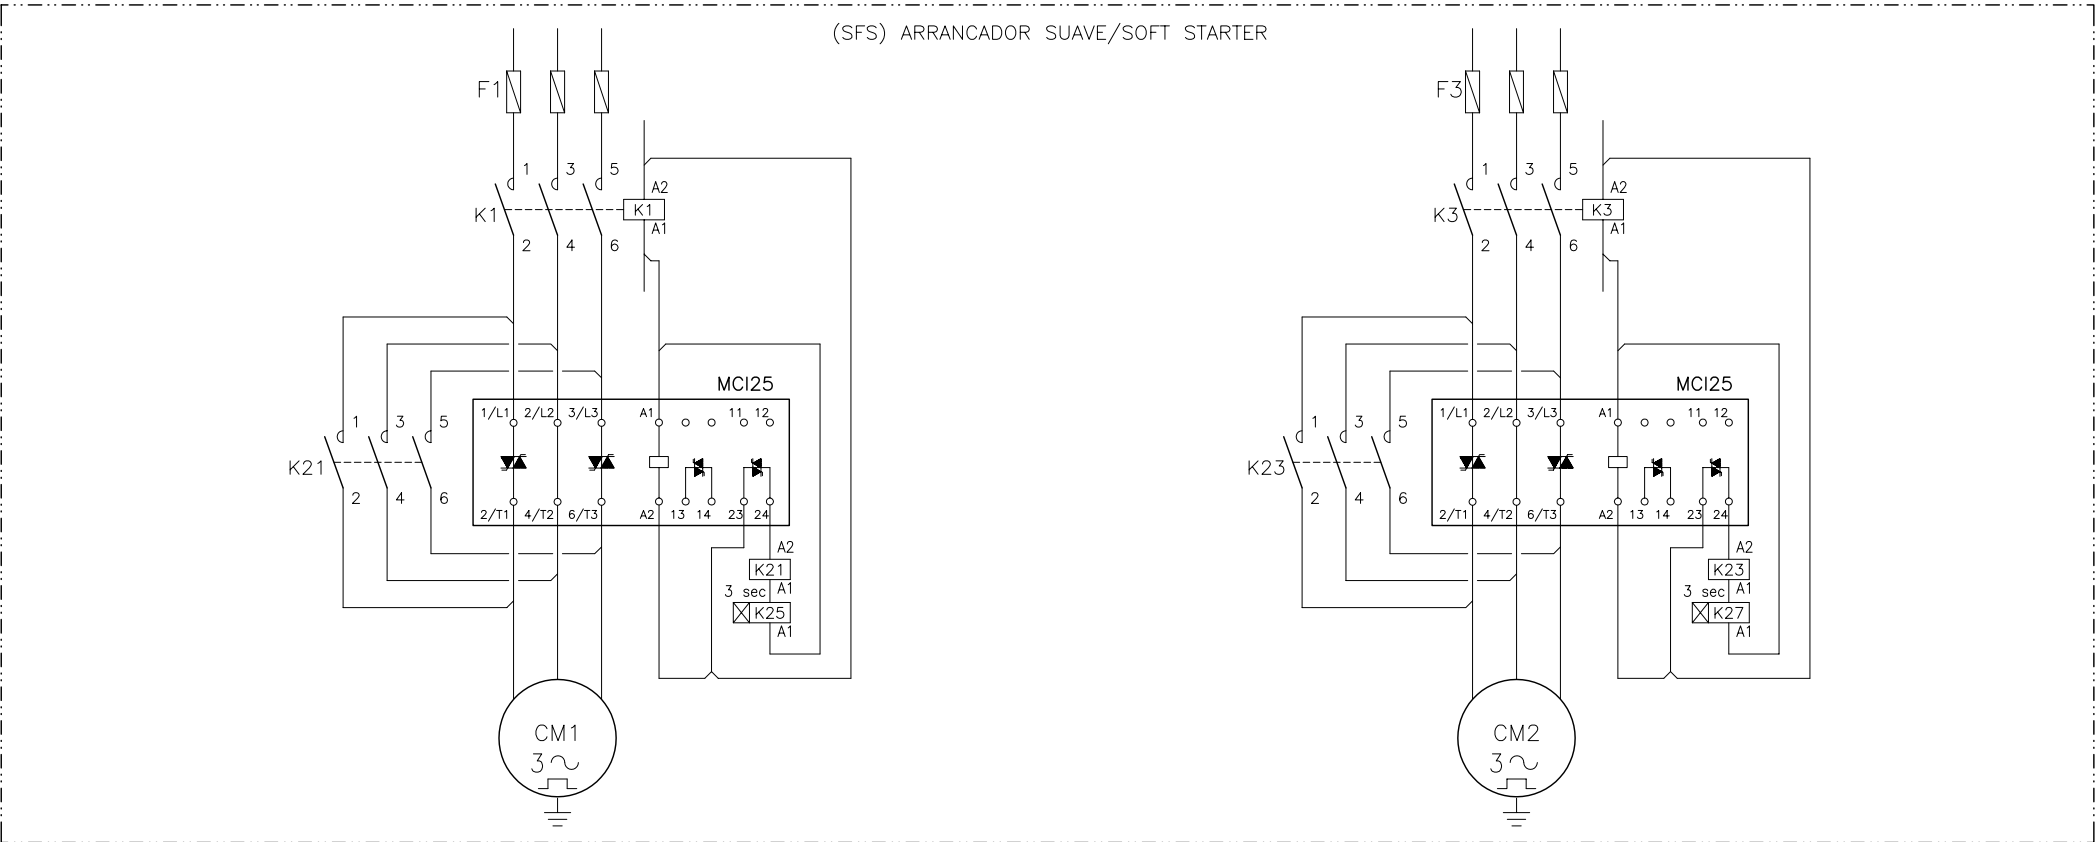 (SFS) ARRANCADOR SUAVE/SOFT STARTER
F1
F3
1 3 5
A2
K1
K1
A1
2 4 6
1 3 5
A2
K3
K3
A1
2 4 6
MCI25
1/L1 2/L2 3/L3 A1 11 12
1 3 5
K21
2 4 6
2/T1 4/T2 6/T3 A2 13 14 23 24
A2
K21
A1
3 sec
K25
A1
MCI25
1/L1 2/L2 3/L3 A1 11 12
1 3 5
K23
2 4 6
2/T1 4/T2 6/T3 A2 13 14 23 24
A2
K23
A1
3 sec
K27
A1
CM1
3
CM2
3